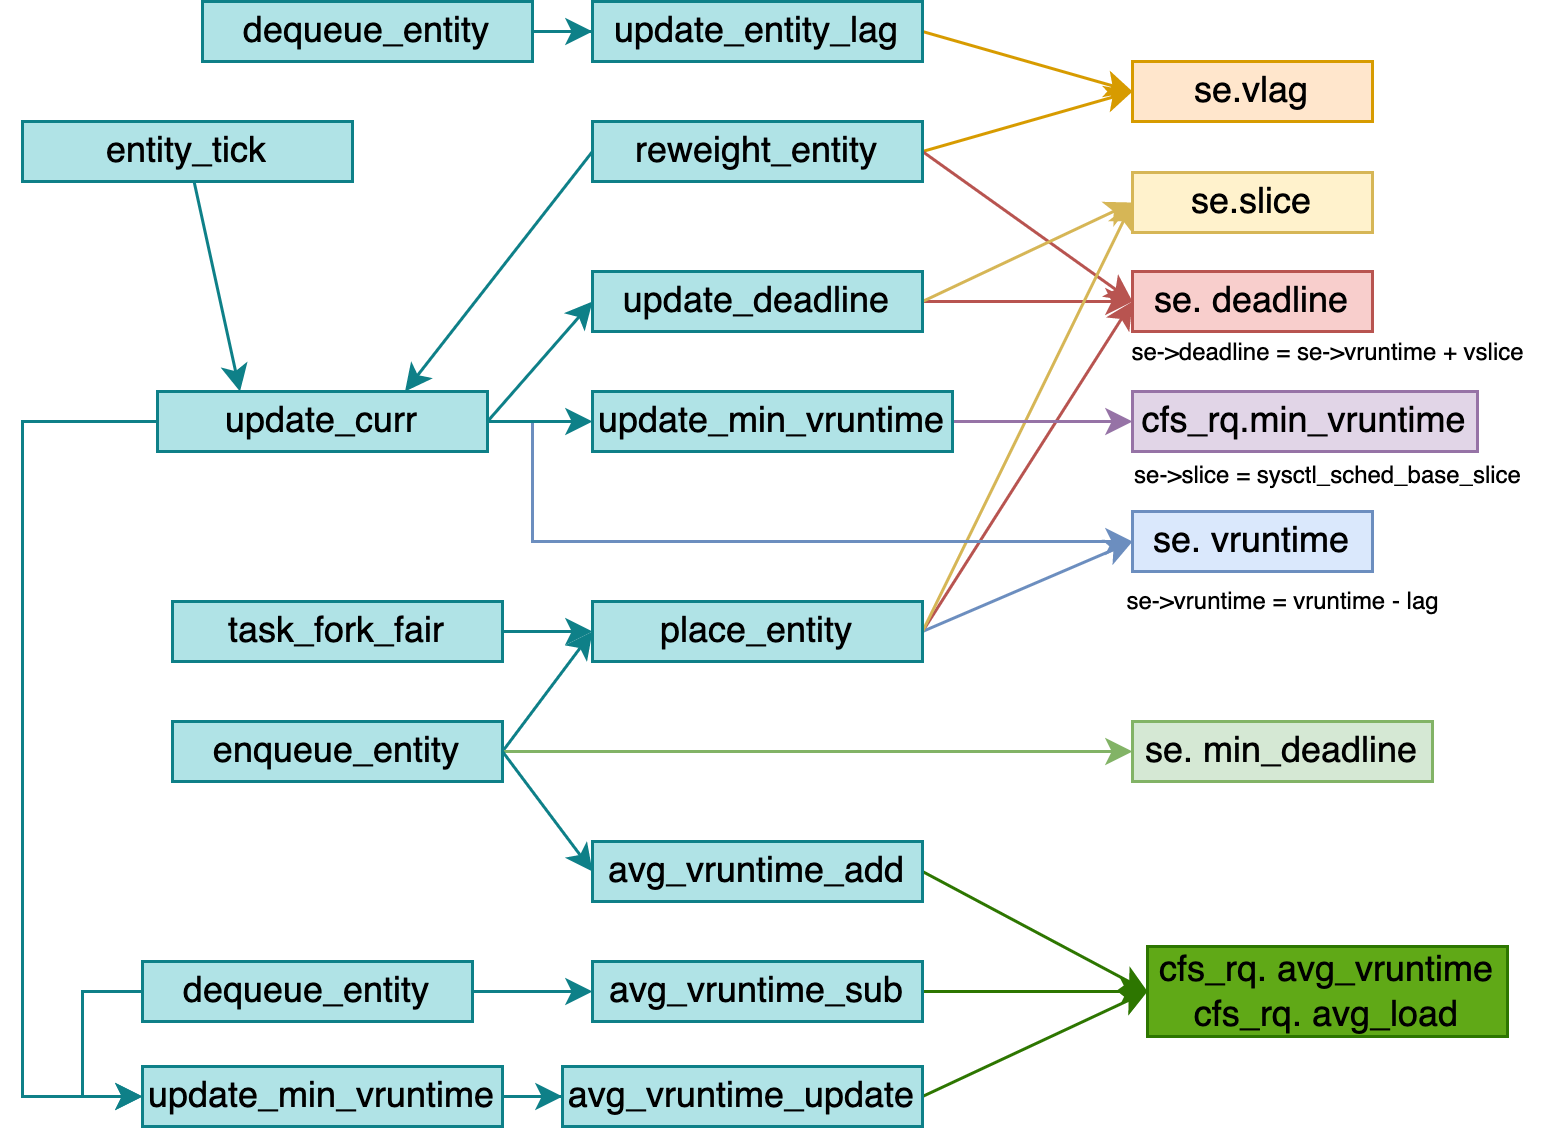 dequeue_entity
update_entity_lag
se.vlag
entity_tick
reweight_entity
se.slice
update_deadline
se. deadline
se->deadline = se->vruntime + vslice
update_curr
update_min_vruntime
cfs_rq.min_vruntime
se->slice = sysctl_sched_base_slice
se. vruntime
se->vruntime = vruntime - lag
task_fork_fair
place_entity
enqueue_entity
se. min_deadline
avg_vruntime_add
dequeue_entity
avg_vruntime_sub
cfs_rq. avg_vruntime
cfs_rq. avg_load
update_min_vruntime
avg_vruntime_update